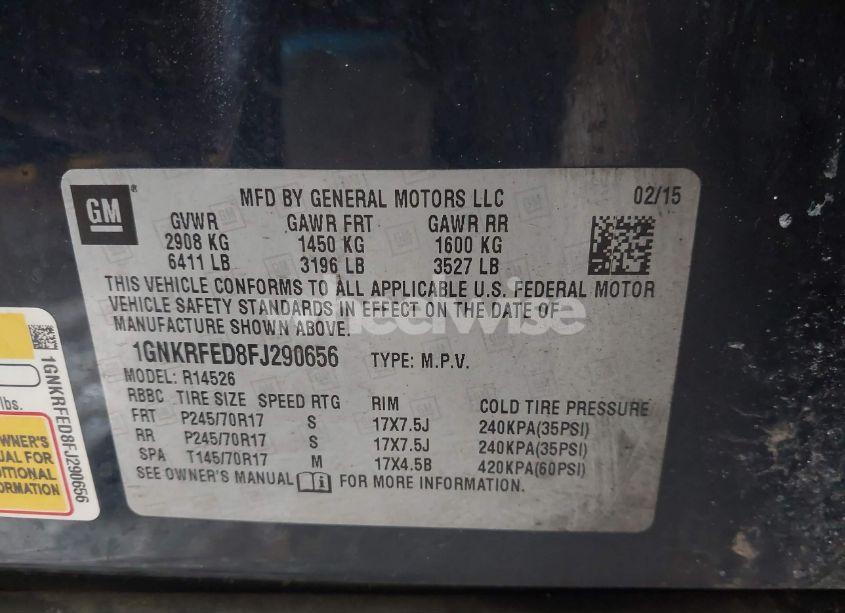 GM
MFD BY GENERAL MOTORS LLC 02/15
GVWR GAWR FRT GAWR RR
2908 KG 1450 KG 1600 KG
6411 LB 3196 LB 3527 LB
THIS VEHICLE CONFORMS TO ALL APPLICABLE U.S. FEDERAL MOTOR
VEHICLE SAFETY STANDARDS IN EFFECT ON THE DATE OF
MANUFACTURE SHOWN ABOVE.
1GNKRFED8FJ290656 TYPE: M.P.V.
MODEL: R14526
RBBC TIRE SIZE SPEED RTG RIM COLD TIRE PRESSURE
FRT P245/70R17 S 17X7.5J 240KPA(35PSI)
RR P245/70R17 S 17X7.5J 240KPA(35PSI)
SPA T145/70R17 M 17X4.5B 420KPA(60PSI)
SEE OWNER'S MANUAL FOR MORE INFORMATION.
1GNKRFED8FJ290656
lbs.
OWNER'S
FOR
wheelwise